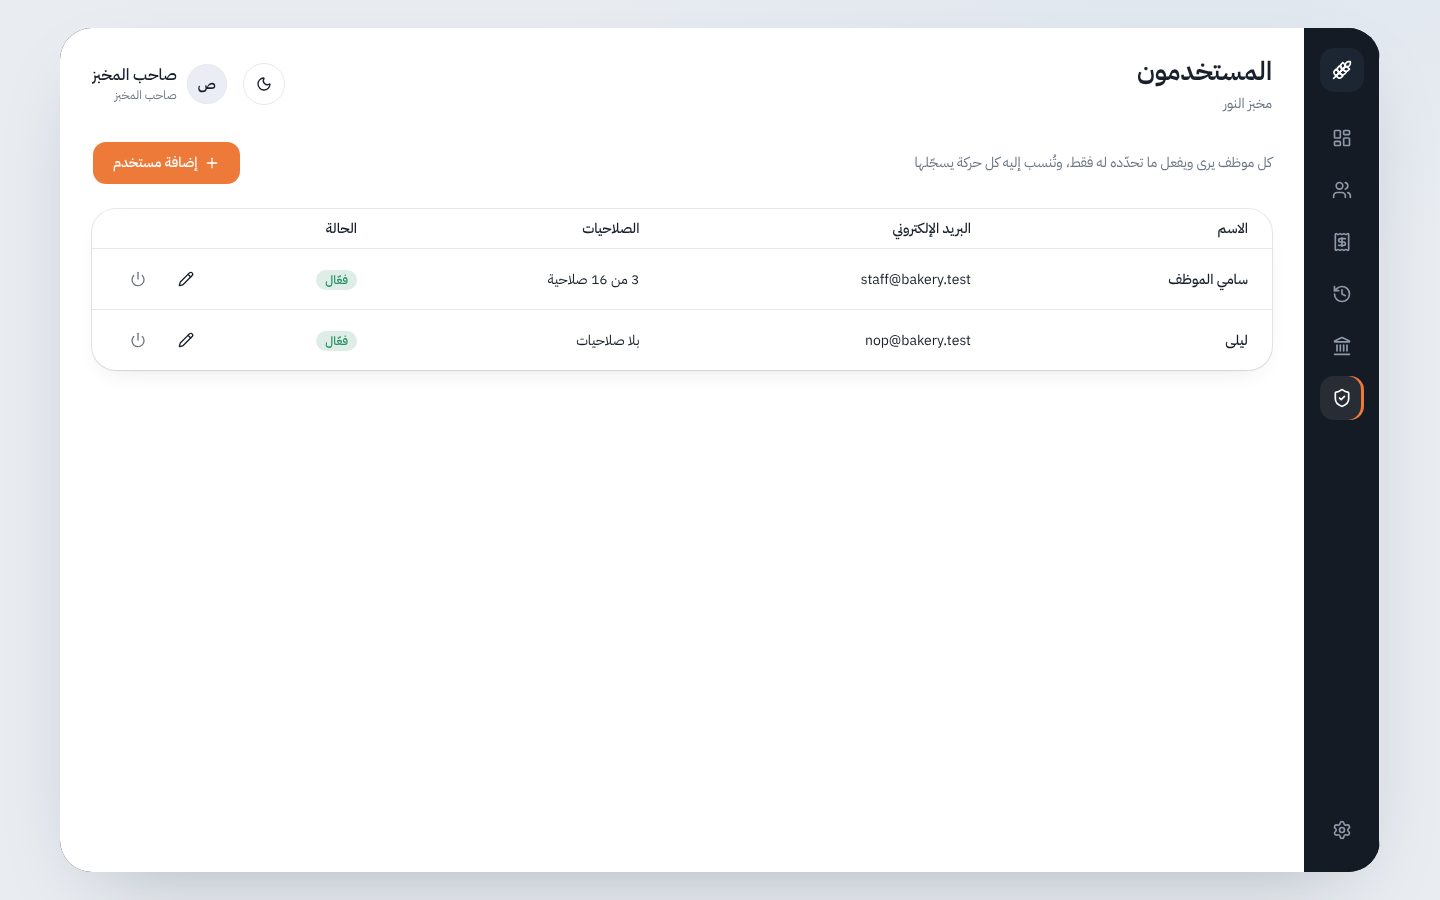 المستخدمون
مخبز النور
صاحب المخبز
صاحب المخبز
ص
كل موظف يرى ويفعل ما تحدّده له فقط، وتُنسب إليه كل حركة يسجّلها
إضافة مستخدم
الاسم البريد الإلكتروني الصلاحيات الحالة
سامي الموظف staff@bakery.test 3 من 16 صلاحية فعّال
ليلى nop@bakery.test بلا صلاحيات فعّال